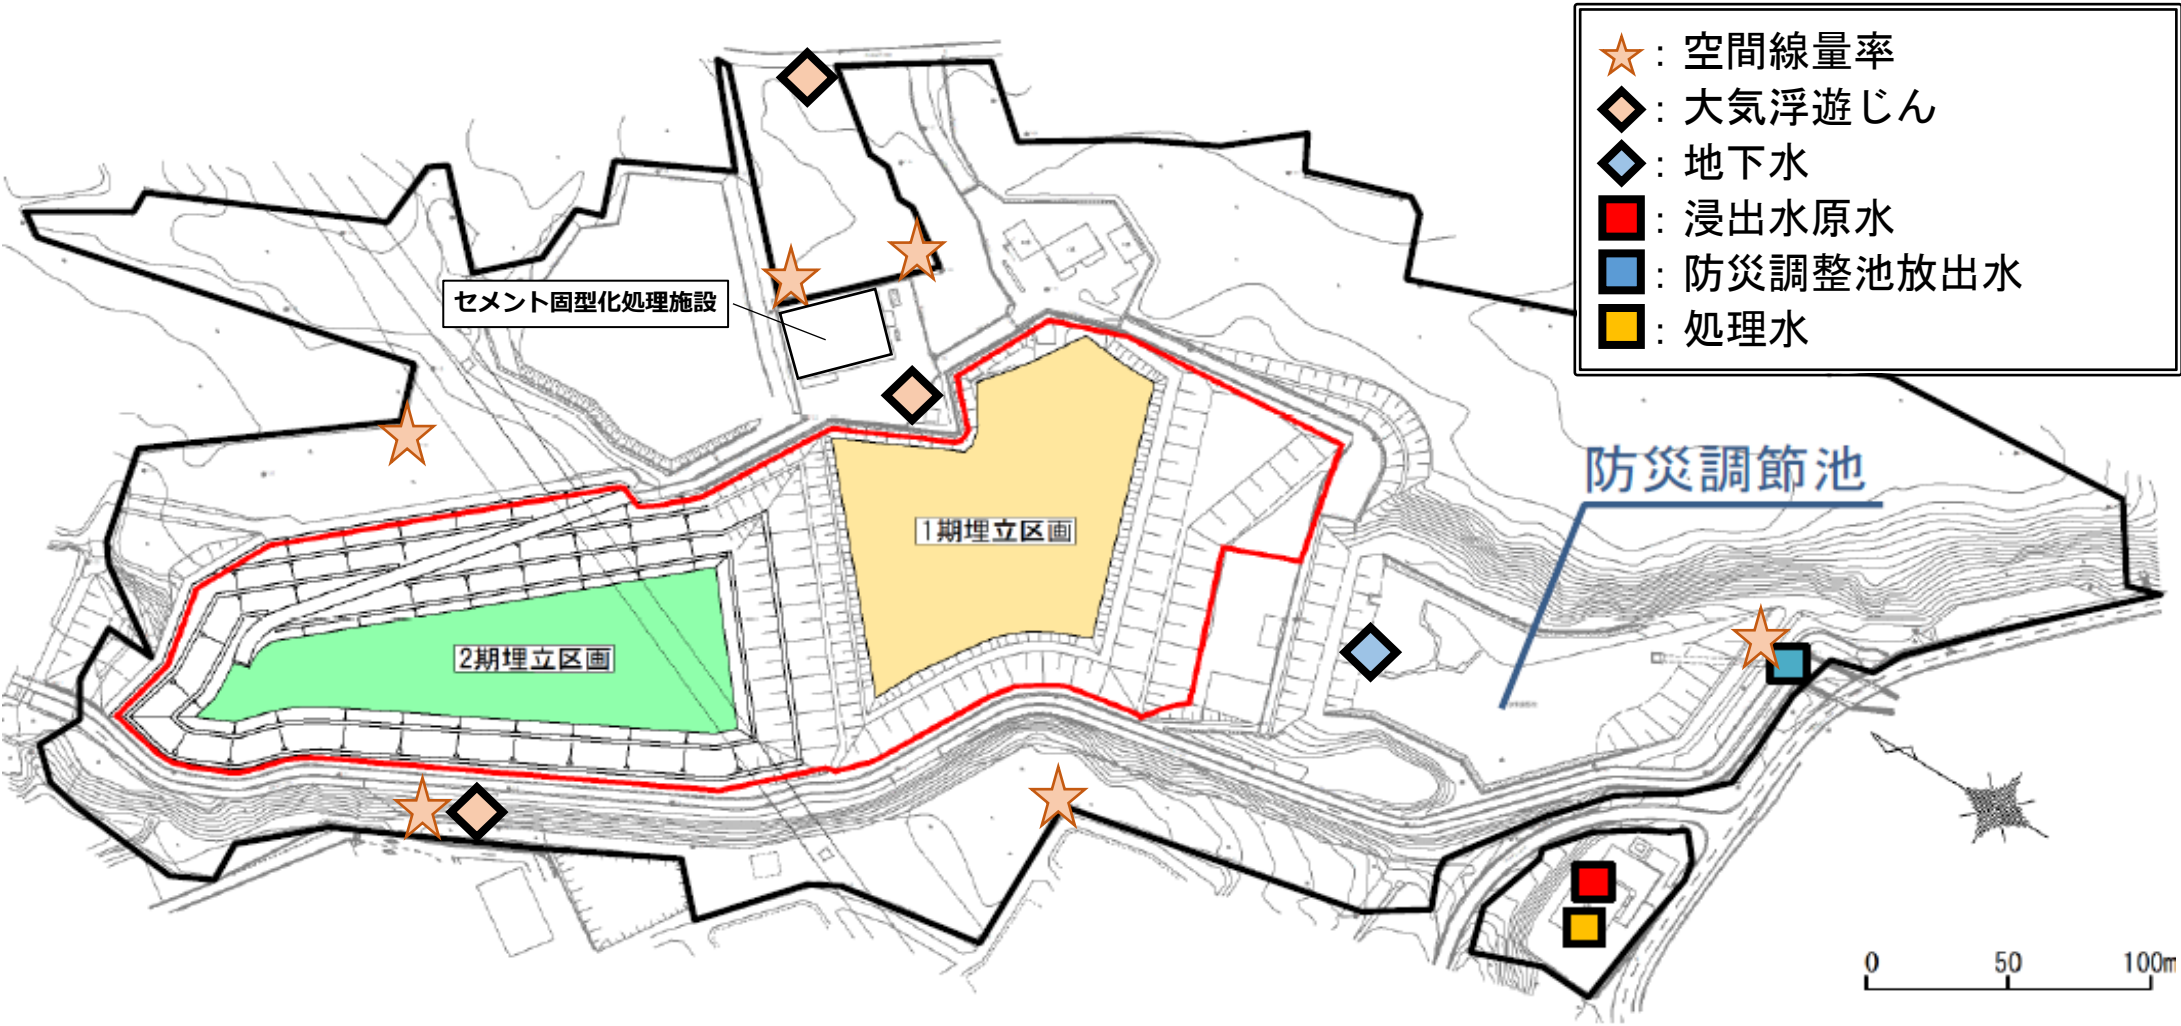 ：空間線量率
：大気浮遊じん
：地下水
：浸出水原水
：防災調整池放出水
：処理水
セメント固型化処理施設
防災調節池
1期埋立区画
2期埋立区画
0 50 100m